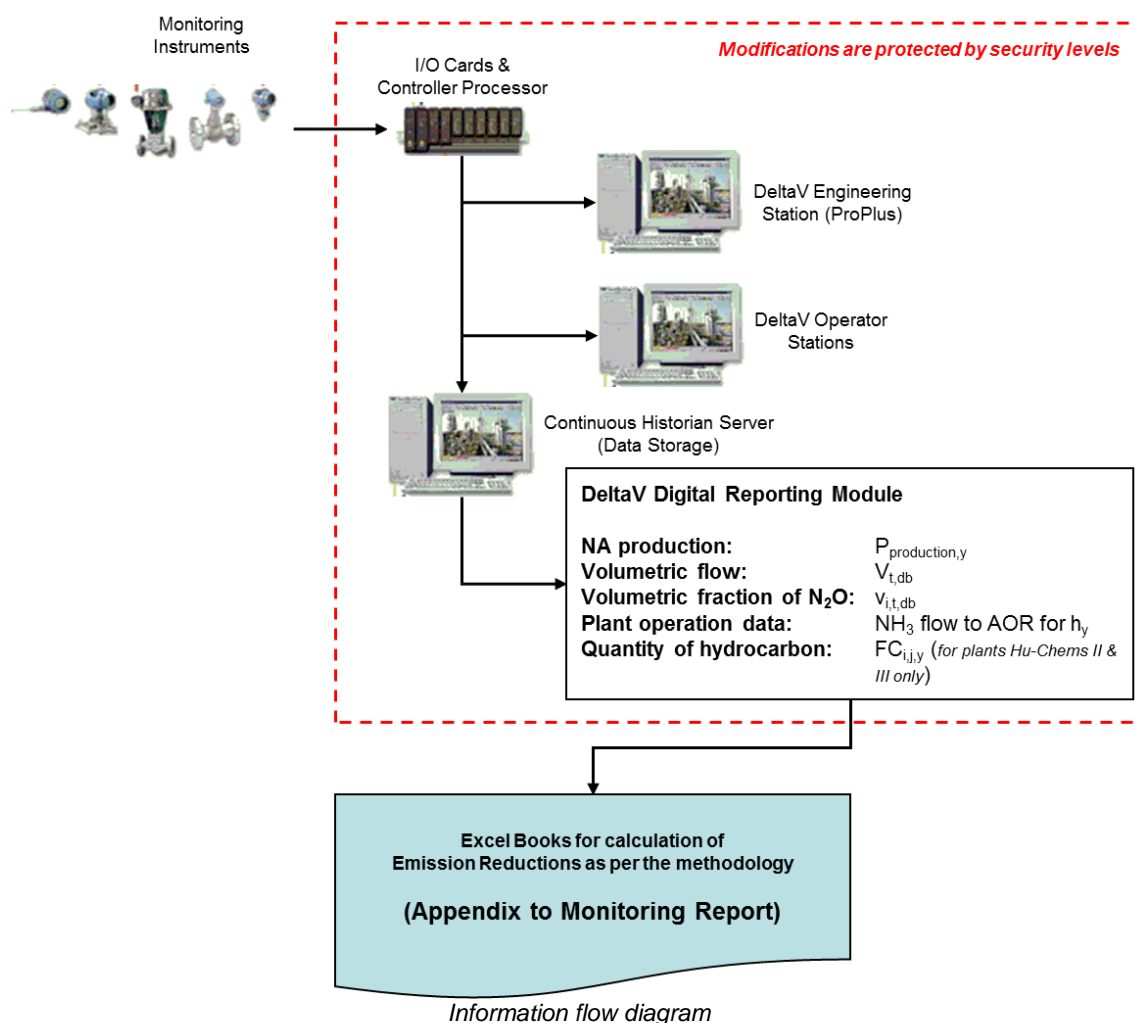 Monitoring
Instruments
Modifications are protected by security levels
I/O Cards &
Controller Processor
DeltaV Engineering
Station (ProPlus)
DeltaV Operator
Stations
Continuous Historian Server
(Data Storage)
DeltaV Digital Reporting Module
NA production: Pproduction,y
Volumetric flow: Vt,db
Volumetric fraction of N2O: vi,t,db
Plant operation data: NH3 flow to AOR for hy
Quantity of hydrocarbon: FCi,j,y (for plants Hu-Chems II &
III only)
Excel Books for calculation of
Emission Reductions as per the methodology
(Appendix to Monitoring Report)
Information flow diagram